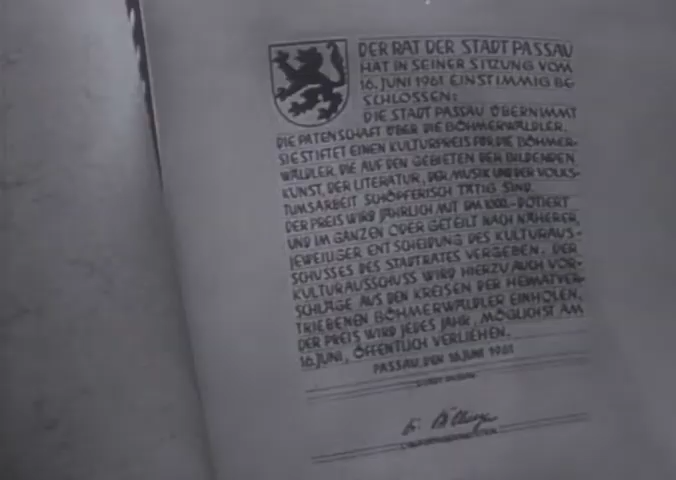 DER RAT DER STADT PASSAU
HAT IN SEINER SITZUNG VOM
16. JUNI 1961 EINSTIMMIG BE
SCHLOSSEN:
DIE STADT PASSAU ÜBERNIMMT
DIE PATENSCHAFT ÜBER DIE BÖHMERWÄLDLER.
SIE STIFTET EINEN KULTURPREIS FÜR DIE BÖHMER-
WÄLDLER, DIE AUF DEN GEBIETEN DER BILDENDEN
KUNST, DER LITERATUR, DER MUSIK UND DER VOLKS-
TUMSARBEIT SCHÖPFERISCH TÄTIG SIND.
DER PREIS WIRD JÄHRLICH MIT DM 1000.- DOTIERT
UND IM GANZEN ODER GETEILT NACH NÄHERER,
JEWEILIGER ENTSCHEIDUNG DES KULTURAUS-
SCHUSSES DES STADTRATES VERGEBEN. DER
KULTURAUSSCHUSS WIRD HIERZU AUCH VOR-
SCHLÄGE AUS DEN KREISEN DER HEIMATVER-
TRIEBENEN BÖHMERWÄLDLER EINHOLEN.
DER PREIS WIRD JEDES JAHR, MÖGLICHST AM
16. JUNI, ÖFFENTLICH VERLIEHEN.
PASSAU, DEN 16. JUNI 1961
STADT PASSAU